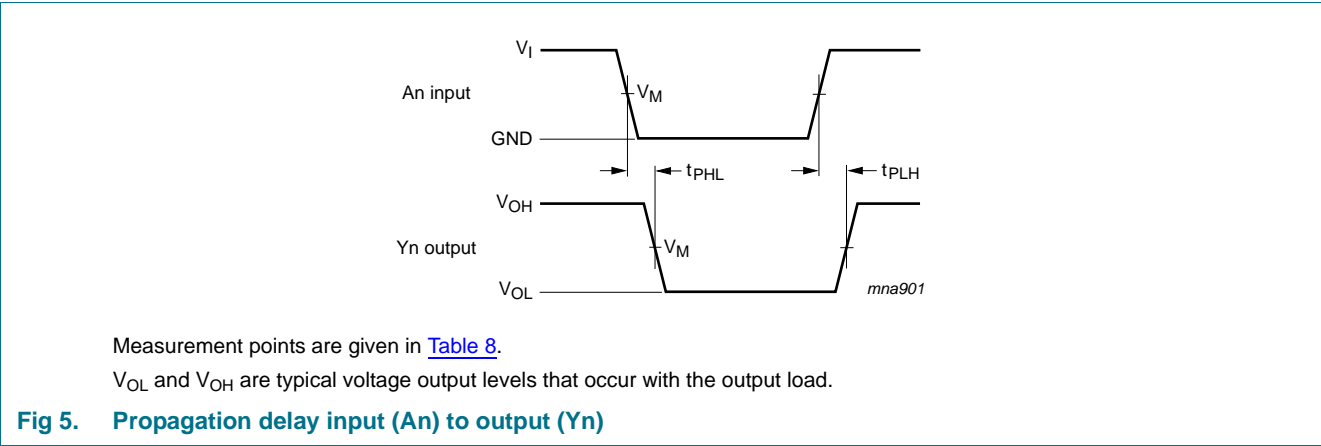 VI
An input
VM
GND
tPHL
tPLH
VOH
Yn output
VM
VOL
mna901
Measurement points are given in Table 8.
VOL and VOH are typical voltage output levels that occur with the output load.
Fig 5. Propagation delay input (An) to output (Yn)